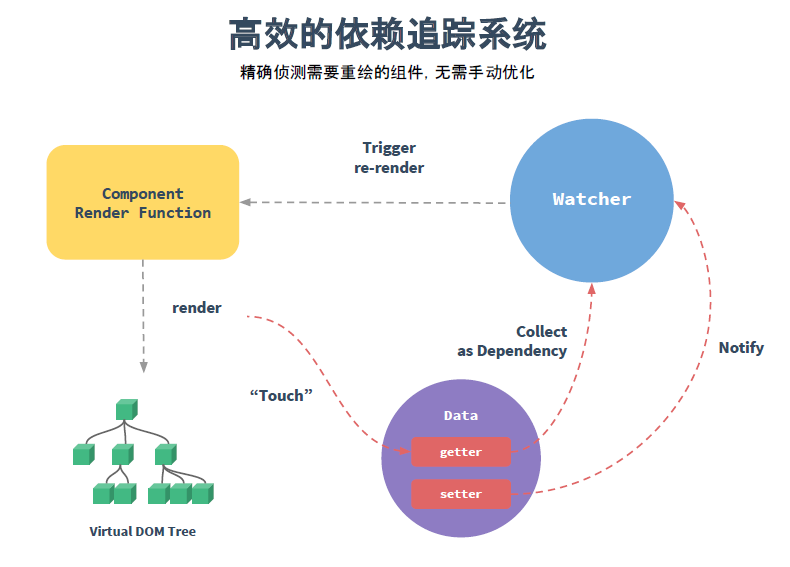 高效的依赖追踪系统
精确侦测需要重绘的组件, 无需手动优化
Trigger
re-render
Component
Render Function
Watcher
render
Collect
as Dependency
Notify
“Touch”
Data
getter
setter
Virtual DOM Tree